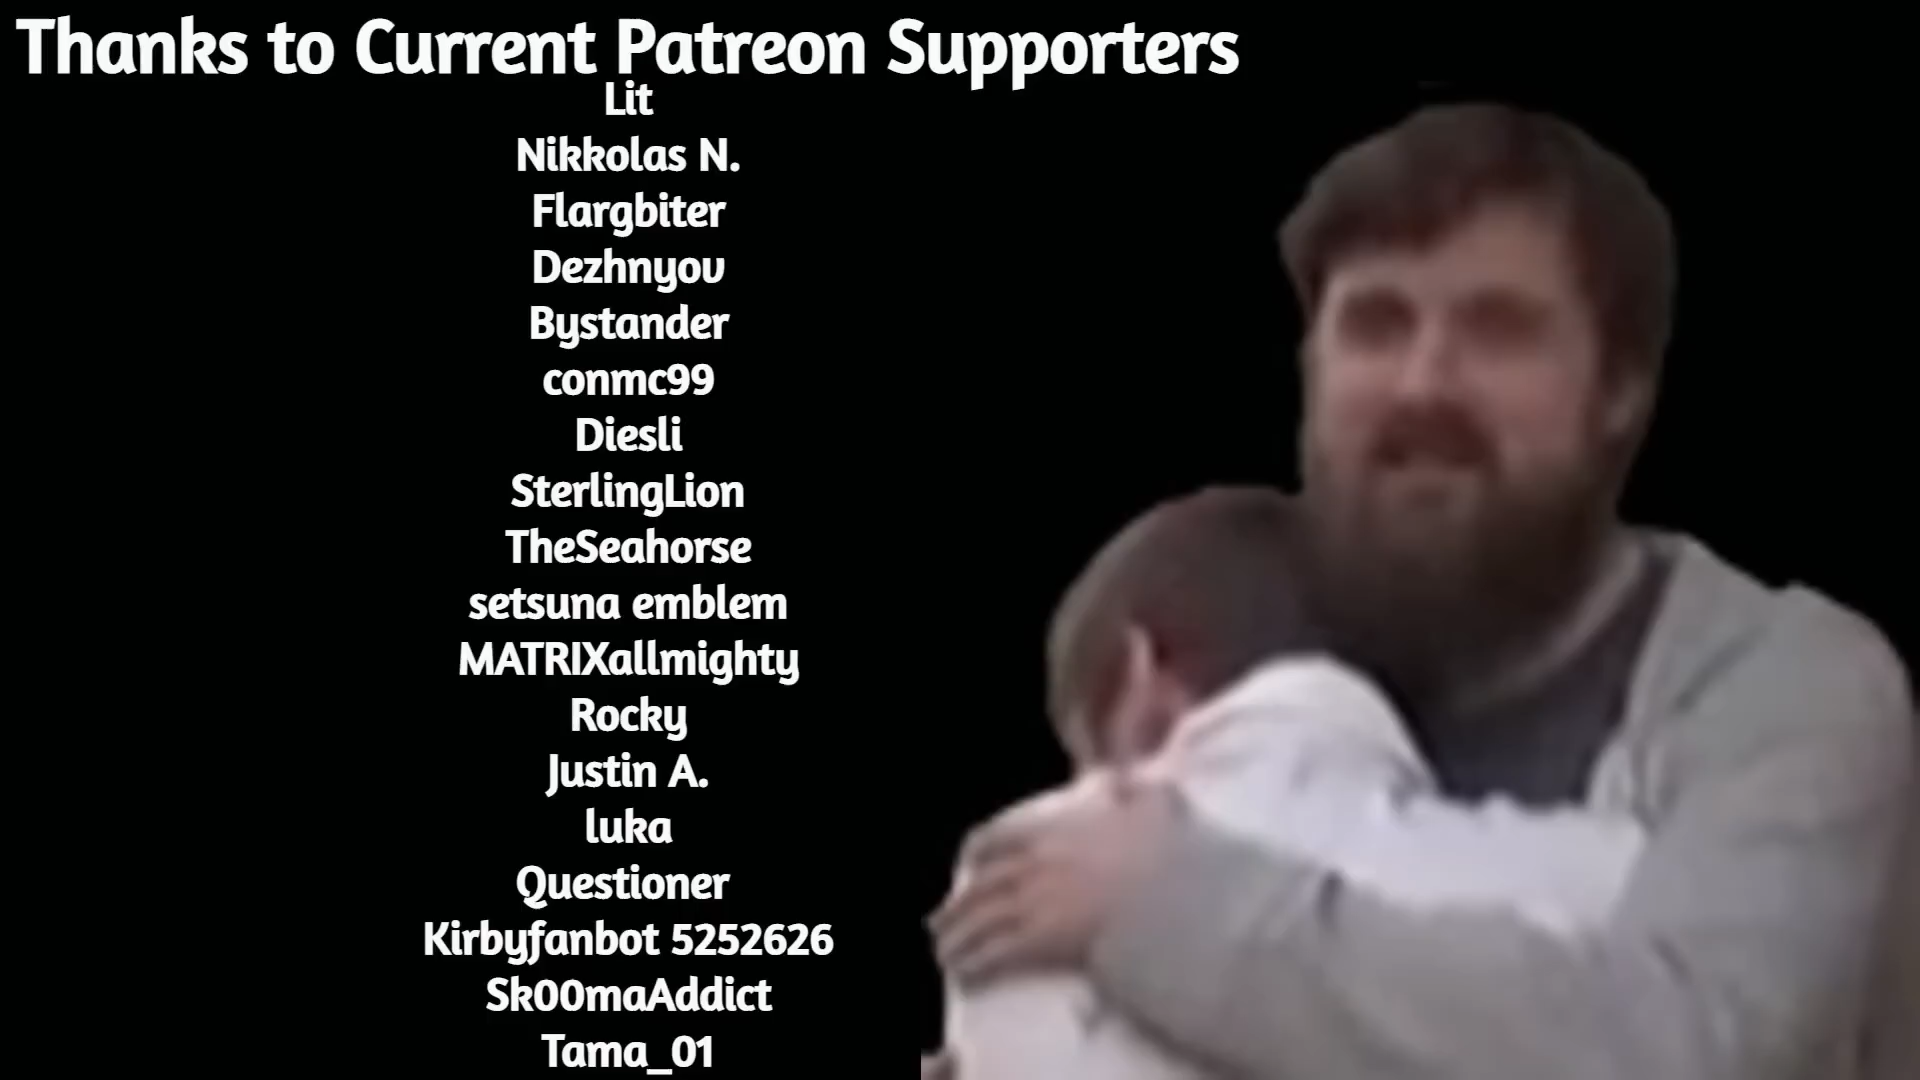 Thanks to Current Patreon Supporters
Lit
Nikkolas N.
Flargbiter
Dezhnyov
Bystander
conmc99
Diesli
SterlingLion
TheSeahorse
setsuna emblem
MATRIXallmighty
Rocky
Justin A.
luka
Questioner
Kirbyfanbot 5252626
Sk00maAddict
Tama_01